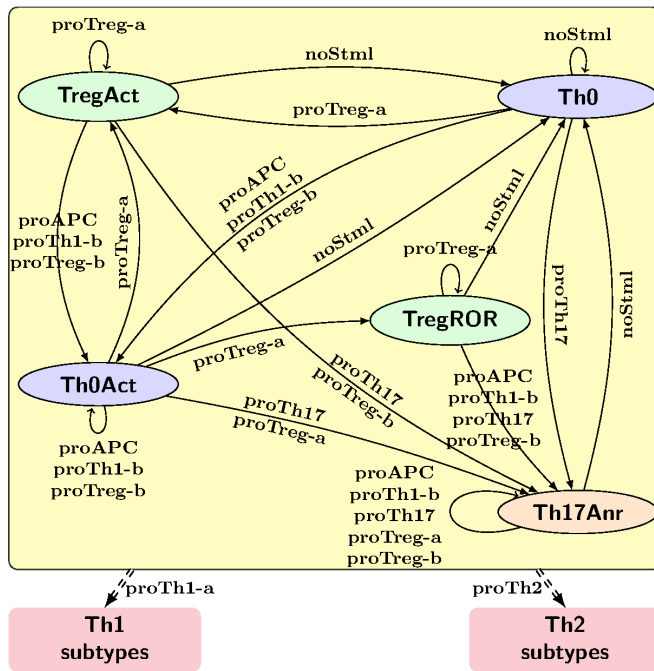 proTreg-a
noStml
noStml
TregAct
Th0
proTreg-a
proAPC
proTh1-b
proTreg-b
proAPC
proTh1-b
proTreg-b
proTreg-a
noStml
noStml
proTreg-a
TregROR
proTh17
noStml
proTreg-a
Th0Act
proTh17
proTreg-b
proAPC
proTh1-b
proTh17
proTreg-b
proTh17
proTreg-a
proAPC
proTh1-b
proTreg-b
proAPC
proTh1-b
proTh17
proTreg-a
proTreg-b
Th17Anr
proTh1-a
proTh2
Th1
subtypes
Th2
subtypes